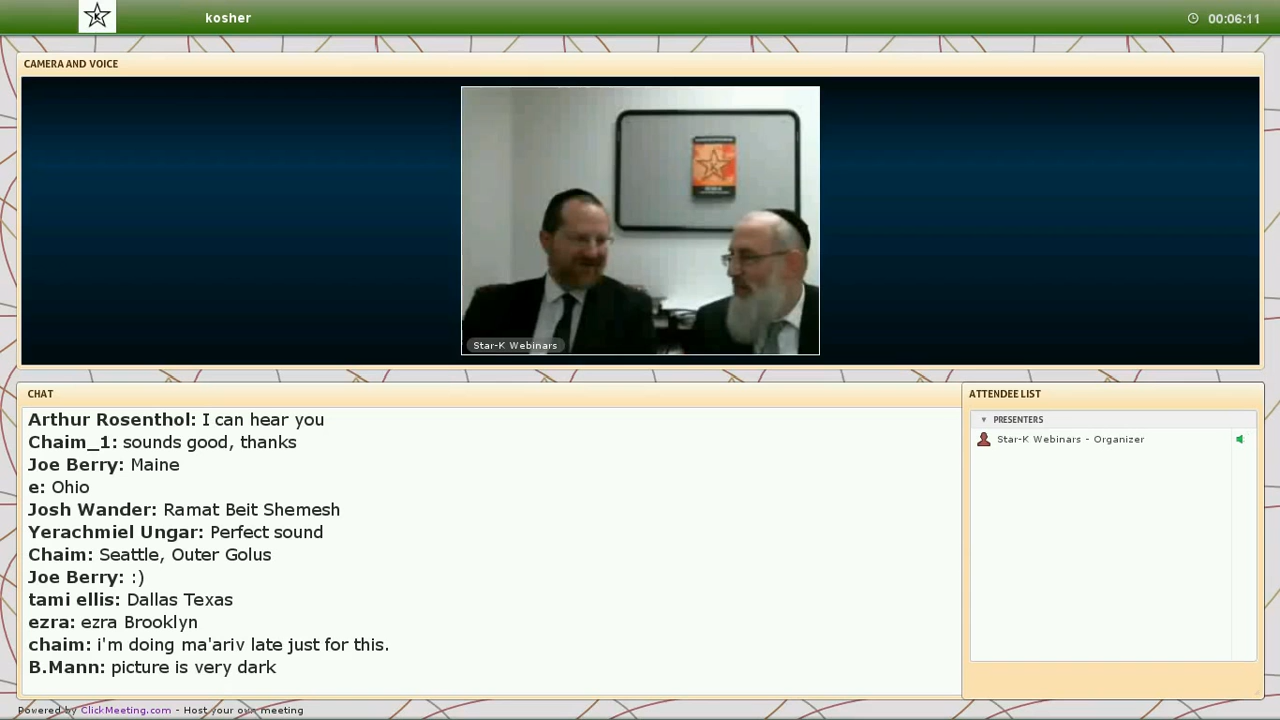 K
kosher
00:06:11
CAMERA AND VOICE
K
Star-K Webinars
CHAT
Arthur Rosenthol: I can hear you
Chaim_1: sounds good, thanks
Joe Berry: Maine
e: Ohio
Josh Wander: Ramat Beit Shemesh
Yerachmiel Ungar: Perfect sound
Chaim: Seattle, Outer Golus
Joe Berry: :)
tami ellis: Dallas Texas
ezra: ezra Brooklyn
chaim: i'm doing ma'ariv late just for this.
B.Mann: picture is very dark
ATTENDEE LIST
PRESENTERS
Star-K Webinars - Organizer
Powered by ClickMeeting.com - Host your own meeting